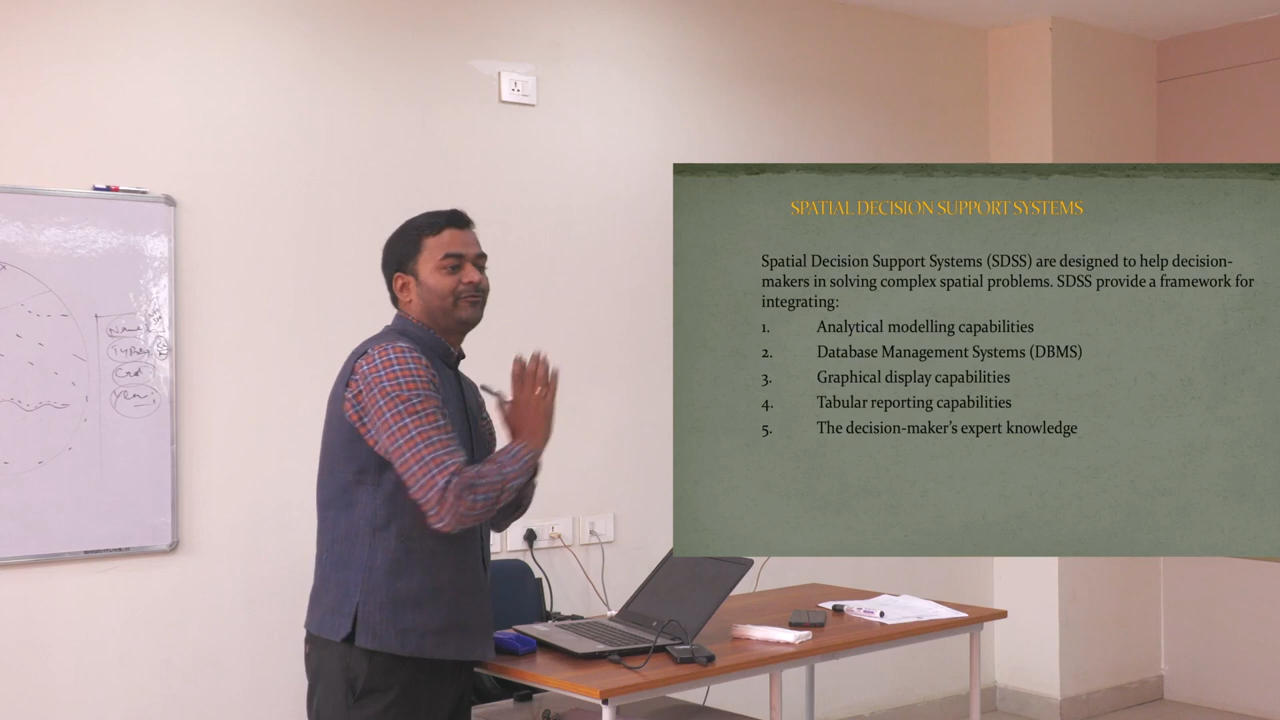 SPATIAL DECISION SUPPORT SYSTEMS
Spatial Decision Support Systems (SDSS) are designed to help decision-
makers in solving complex spatial problems. SDSS provide a framework for
integrating:
1. Analytical modelling capabilities
2. Database Management Systems (DBMS)
3. Graphical display capabilities
4. Tabular reporting capabilities
5. The decision-maker's expert knowledge
Name